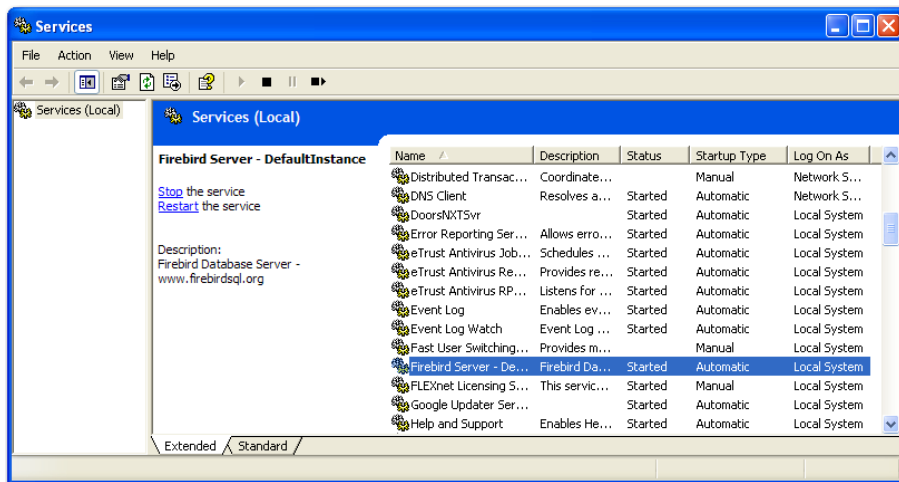 Services
File Action View Help
Services (Local)
Services (Local)
Firebird Server - DefaultInstance
Stop the service
Restart the service
Description:
Firebird Database Server -
www.firebirdsql.org
Name Description Status Startup Type Log On As
Distributed Transac... Coordinate... Manual Network S...
DNS Client Resolves a... Started Automatic Network S...
DoorsNXTSvr Started Automatic Local System
Error Reporting Ser... Allows erro... Started Automatic Local System
eTrust Antivirus Job... Schedules ... Started Automatic Local System
eTrust Antivirus Re... Provides re... Started Automatic Local System
eTrust Antivirus RP... Listens for ... Started Automatic Local System
Event Log Enables ev... Started Automatic Local System
Event Log Watch Event Log ... Started Automatic Local System
Fast User Switching... Provides m... Manual Local System
Firebird Server - De... Firebird Da... Started Automatic Local System
FLEXnet Licensing S... This servic... Started Manual Local System
Google Updater Ser... Started Automatic Local System
Help and Support Enables He... Started Automatic Local System
Extended Standard